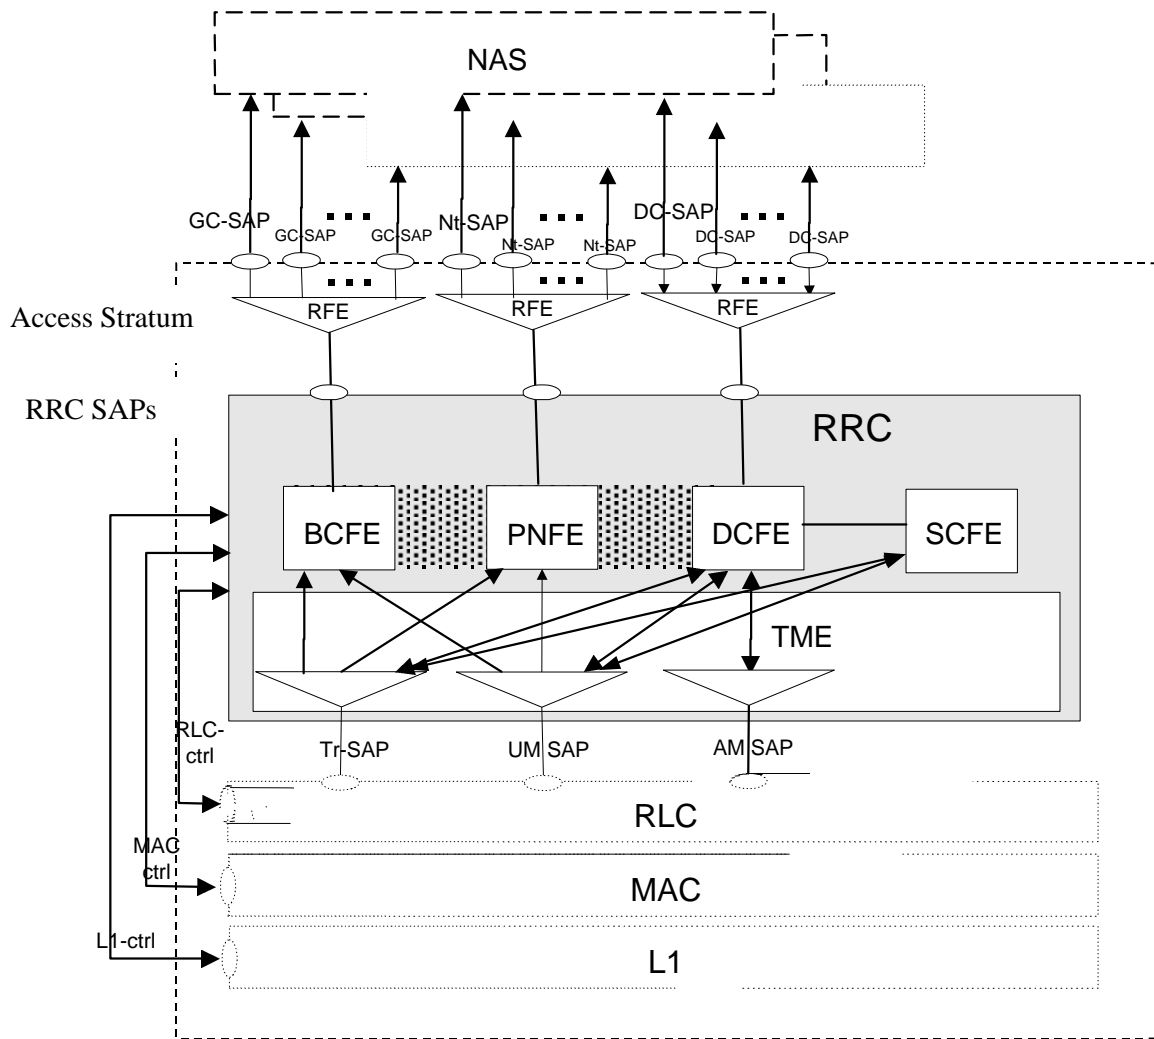 NAS
GC-SAP
GC-SAP
GC-SAP
Nt-SAP
Nt-SAP
Nt-SAP
DC-SAP
DC-SAP
DC-SAP
Access Stratum
RFE
RFE
RFE
RRC SAPs
RRC
BCFE
PNFE
DCFE
SCFE
TME
RLC-
ctrl
Tr-SAP
UM SAP
AM SAP
RLC
MAC
ctrl
MAC
L1-ctrl
L1